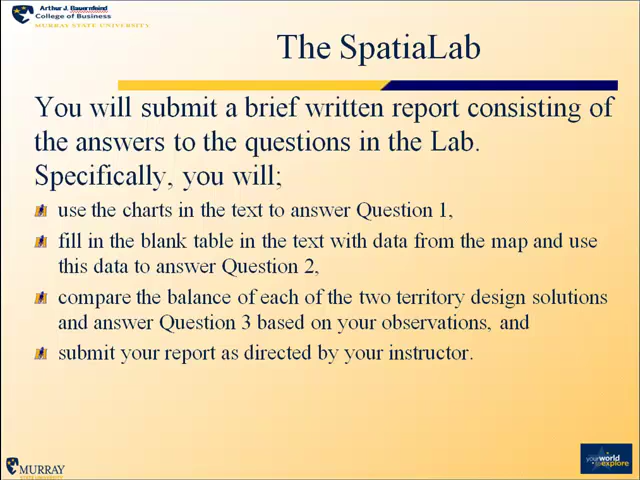 Arthur J. Bauernfeind
College of Business
MURRAY STATE UNIVERSITY
The SpatiaLab
You will submit a brief written report consisting of
the answers to the questions in the Lab.
Specifically, you will;
use the charts in the text to answer Question 1,
fill in the blank table in the text with data from the map and use
this data to answer Question 2,
compare the balance of each of the two territory design solutions
and answer Question 3 based on your observations, and
submit your report as directed by your instructor.
MURRAY
STATE UNIVERSITY
your world
to explore